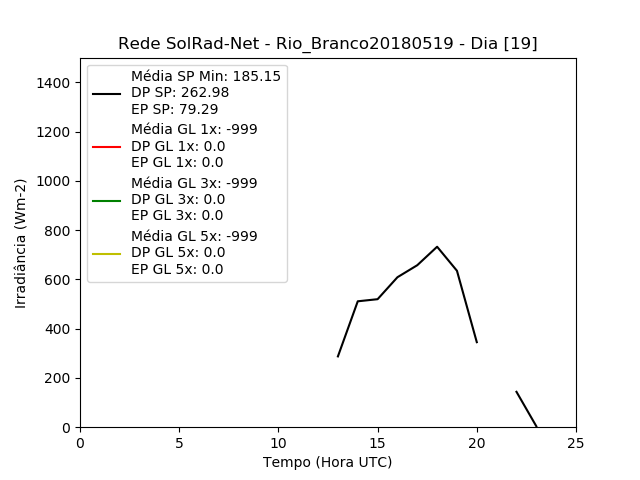 Rede SolRad-Net - Rio_Branco20180519 - Dia [19]
Média SP Min: 185.15
DP SP: 262.98
EP SP: 79.29
Média GL 1x: -999
DP GL 1x: 0.0
EP GL 1x: 0.0
Média GL 3x: -999
DP GL 3x: 0.0
EP GL 3x: 0.0
Média GL 5x: -999
DP GL 5x: 0.0
EP GL 5x: 0.0
Irradiância (Wm-2)
1400
1200
1000
800
600
400
200
0
0 5 10 15 20 25
Tempo (Hora UTC)